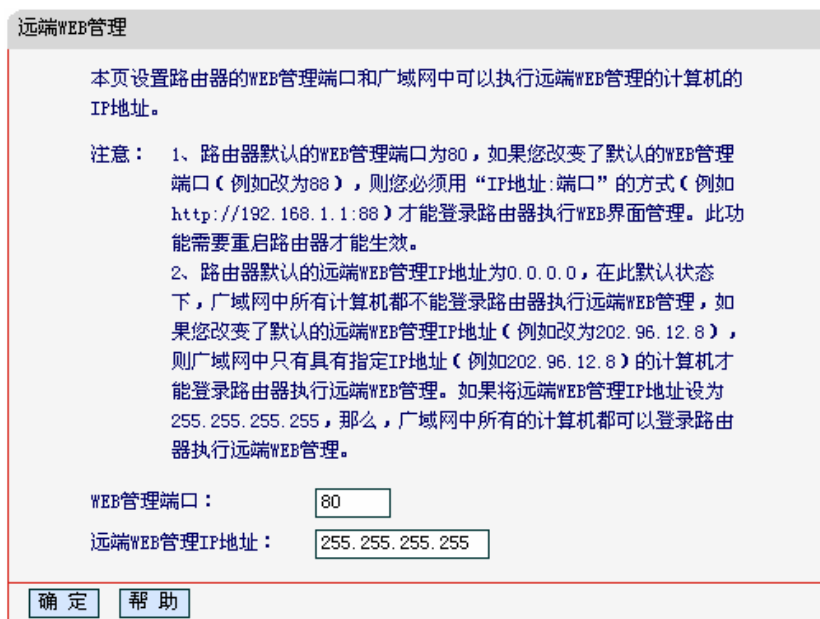 远端WEB管理
本页设置路由器的WEB管理端口和广域网中可以执行远端WEB管理的计算机的
IP地址。
注意： 1、路由器默认的WEB管理端口为80，如果您改变了默认的WEB管理
端口（例如改为88），则您必须用“IP地址:端口”的方式（例如
http://192.168.1.1:88）才能登录路由器执行WEB界面管理。此功
能需要重启路由器才能生效。
2、路由器默认的远端WEB管理IP地址为0.0.0.0，在此默认状态
下，广域网中所有计算机都不能登录路由器执行远端WEB管理，如
果您改变了默认的远端WEB管理IP地址（例如改为202.96.12.8），
则广域网中只有具有指定IP地址（例如202.96.12.8）的计算机才
能登录路由器执行远端WEB管理。如果将远端WEB管理IP地址设为
255.255.255.255，那么，广域网中所有的计算机都可以登录路由
器执行远端WEB管理。
WEB管理端口： 80
远端WEB管理IP地址： 255.255.255.255
确 定 帮 助